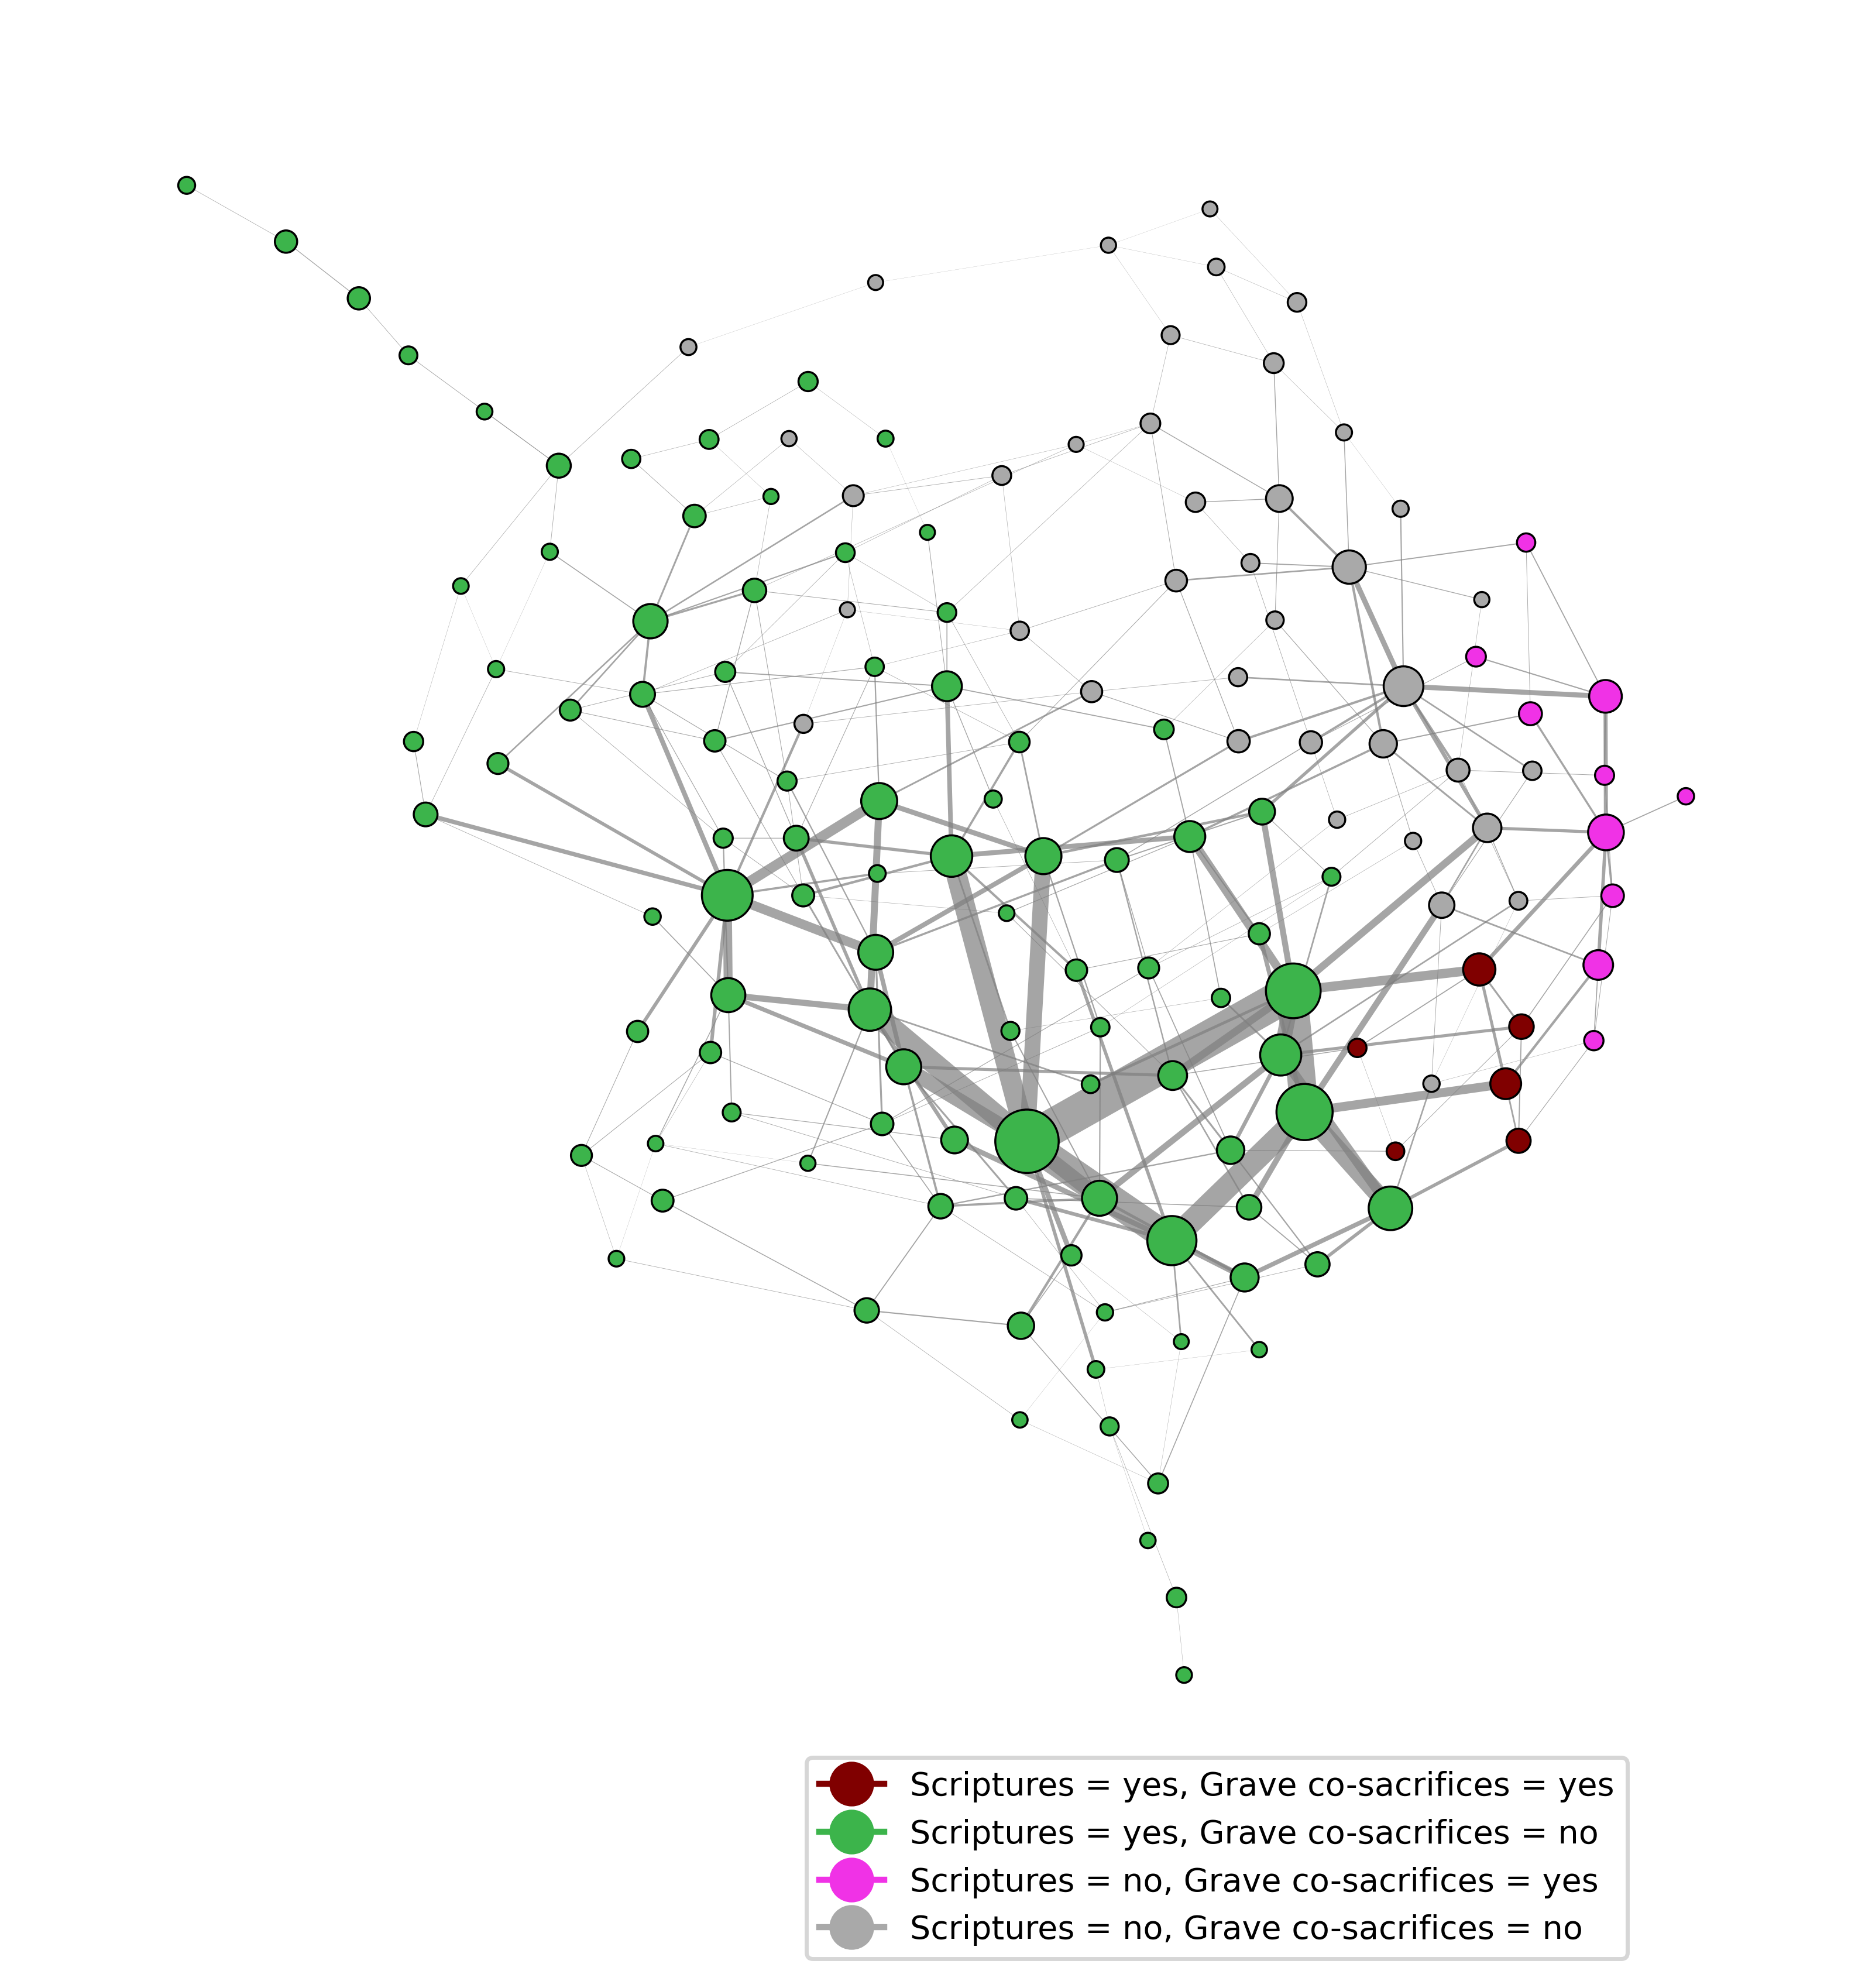 Scriptures = yes, Grave co-sacrifices = yes
Scriptures = yes, Grave co-sacrifices = no
Scriptures = no, Grave co-sacrifices = yes
Scriptures = no, Grave co-sacrifices = no